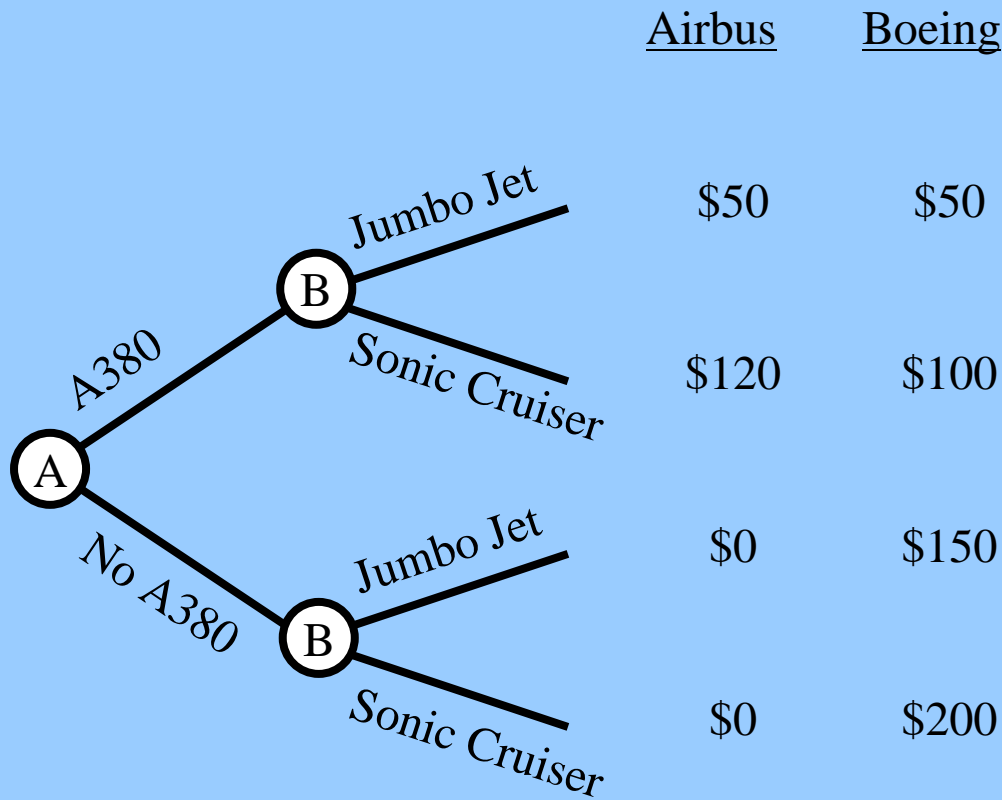 Airbus Boeing
Jumbo Jet $50 $50
B
A380
Sonic Cruiser $120 $100
A
No A380
Jumbo Jet $0 $150
B
Sonic Cruiser $0 $200